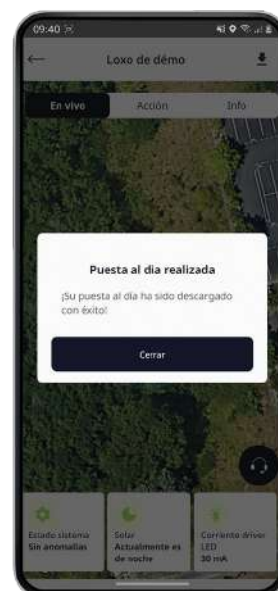 09:40
Loxo de démo
En vivo
Acción
Info
Puesta al dia realizada
¡Su puesta al día ha sido descargado
con éxito!
Cerrar
Estado sistema
Sin anomalías
Solar
Actualmente es
de noche
Corriente driver
LED
30 mA